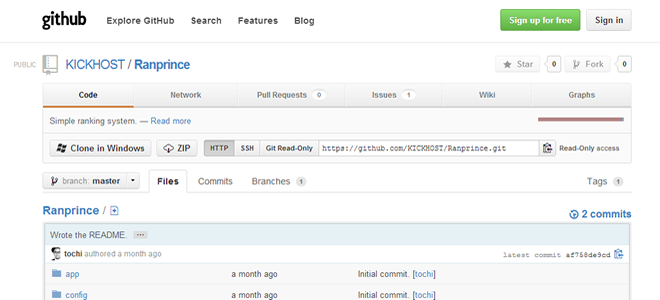 github Explore GitHub Search Features Blog Sign up for free Sign in
PUBLIC KICKHOST / Ranprince Star 0 Fork 0
Code Network Pull Requests 0 Issues 1 Wiki Graphs
Simple ranking system. — Read more
Clone in Windows ZIP HTTP SSH Git Read-Only https://github.com/KICKHOST/Ranprince.git Read-Only access
branch: master Files Commits Branches 1 Tags 1
Ranprince / 2 commits
Wrote the README. ...
tochi authored a month ago latest commit af758de9cd
app a month ago Initial commit. [tochi]
config a month ago Initial commit. [tochi]